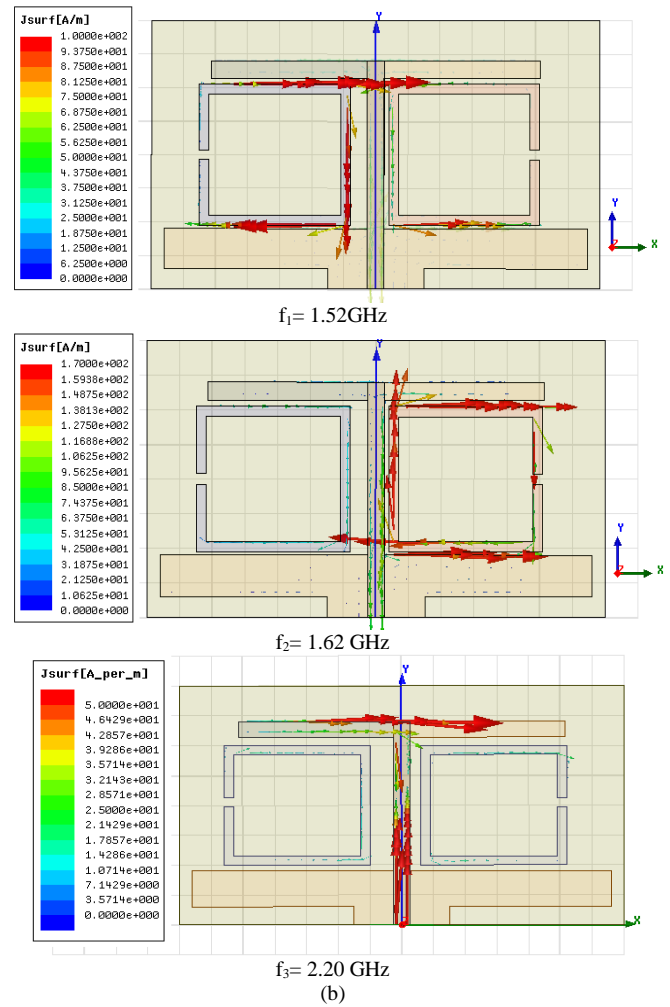 Jsurf[A/m]
1.0000e+002
9.3750e+001
8.7500e+001
8.1250e+001
7.5000e+001
6.8750e+001
6.2500e+001
5.6250e+001
5.0000e+001
4.3750e+001
3.7500e+001
3.1250e+001
2.5000e+001
1.8750e+001
1.2500e+001
6.2500e+000
0.0000e+000
Y
Y
X
Z
f1= 1.52GHz
Jsurf[A/m]
1.7000e+002
1.5938e+002
1.4875e+002
1.3813e+002
1.2750e+002
1.1688e+002
1.0625e+002
9.5625e+001
8.5000e+001
7.4375e+001
6.3750e+001
5.3125e+001
4.2500e+001
3.1875e+001
2.1250e+001
1.0625e+001
0.0000e+000
Y
Y
X
Z
f2= 1.62 GHz
Jsurf[A_per_m]
5.0000e+001
4.6429e+001
4.2857e+001
3.9286e+001
3.5714e+001
3.2143e+001
2.8571e+001
2.5000e+001
2.1429e+001
1.7857e+001
1.4286e+001
1.0714e+001
7.1429e+000
3.5714e+000
0.0000e+000
Y
X
f3= 2.20 GHz
(b)